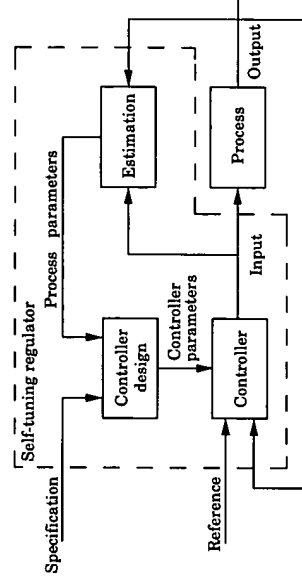 Self-tuning regulator
Process parameters
Specification
Controller
design
Estimation
Controller
parameters
Reference
Controller
Input
Process
Output